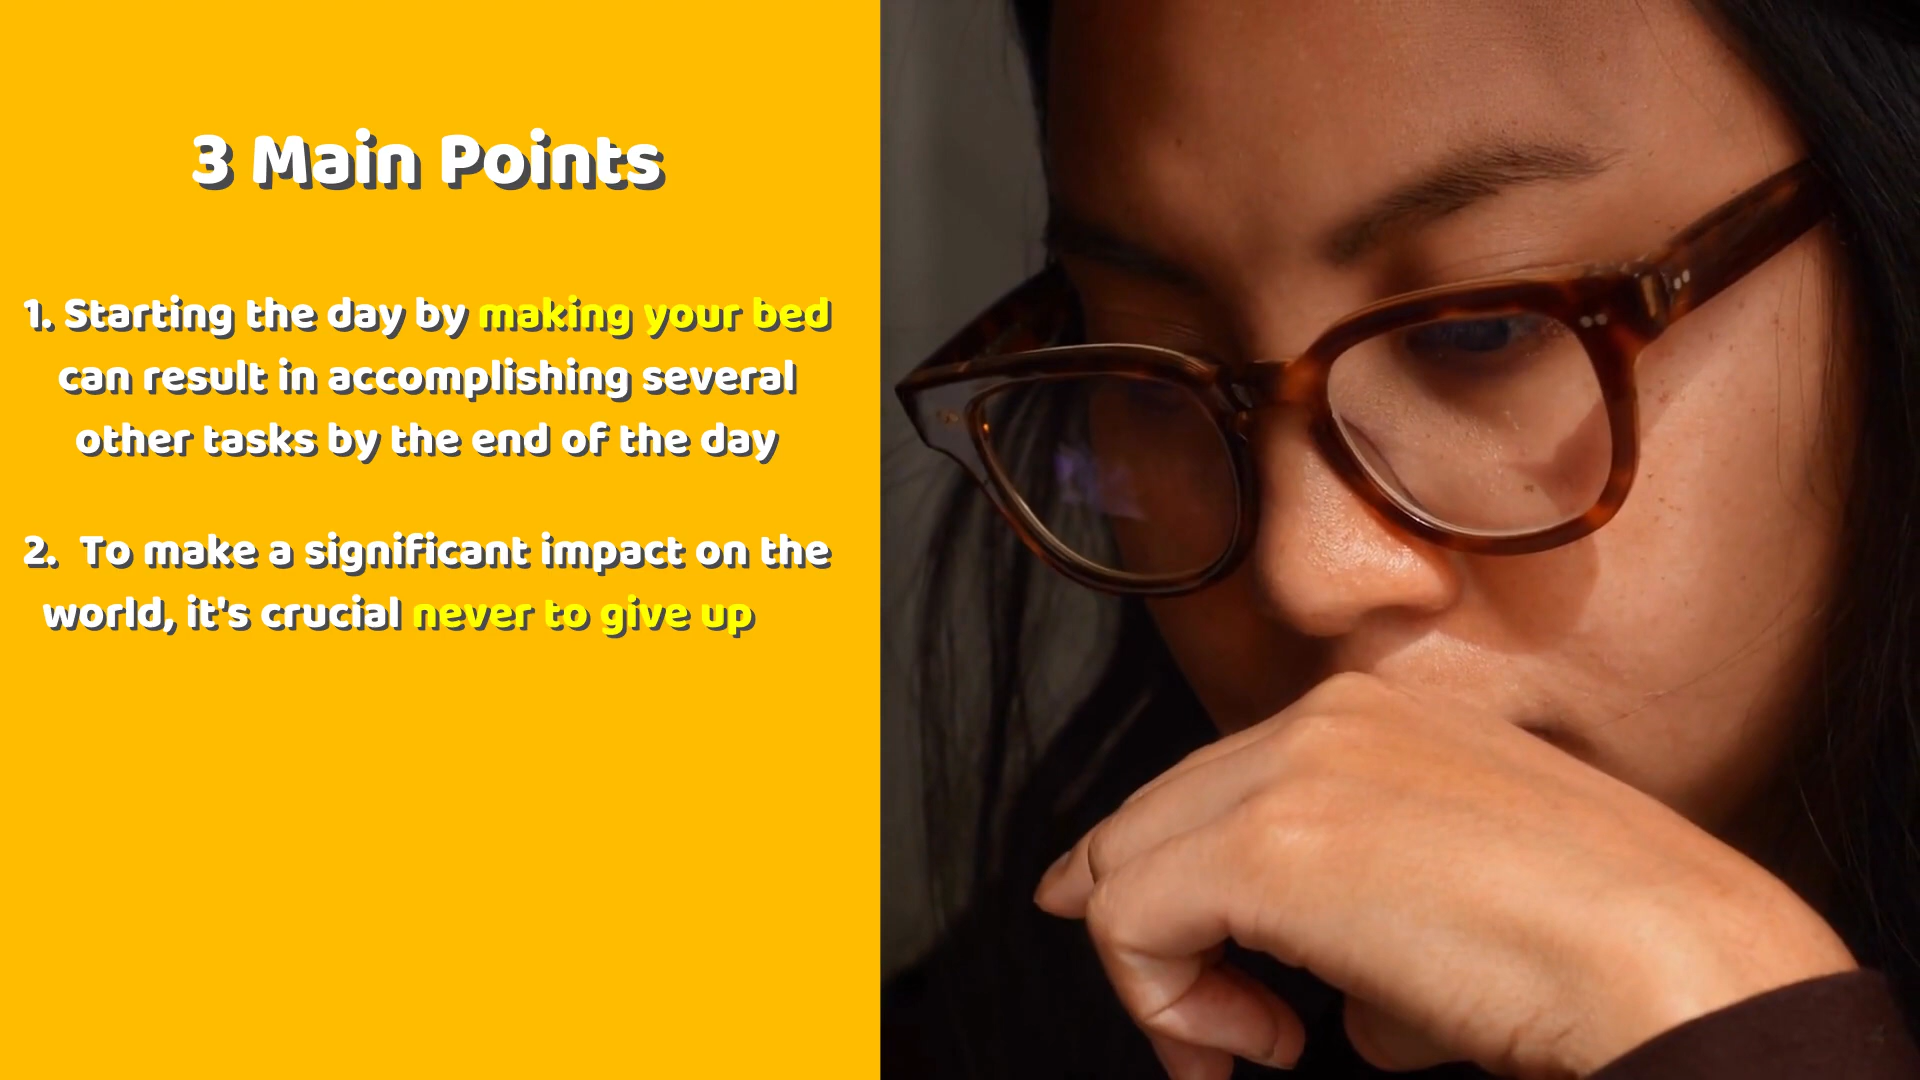 3 Main Points
1. Starting the day by making your bed
can result in accomplishing several
other tasks by the end of the day
2. To make a significant impact on the
world, it's crucial never to give up